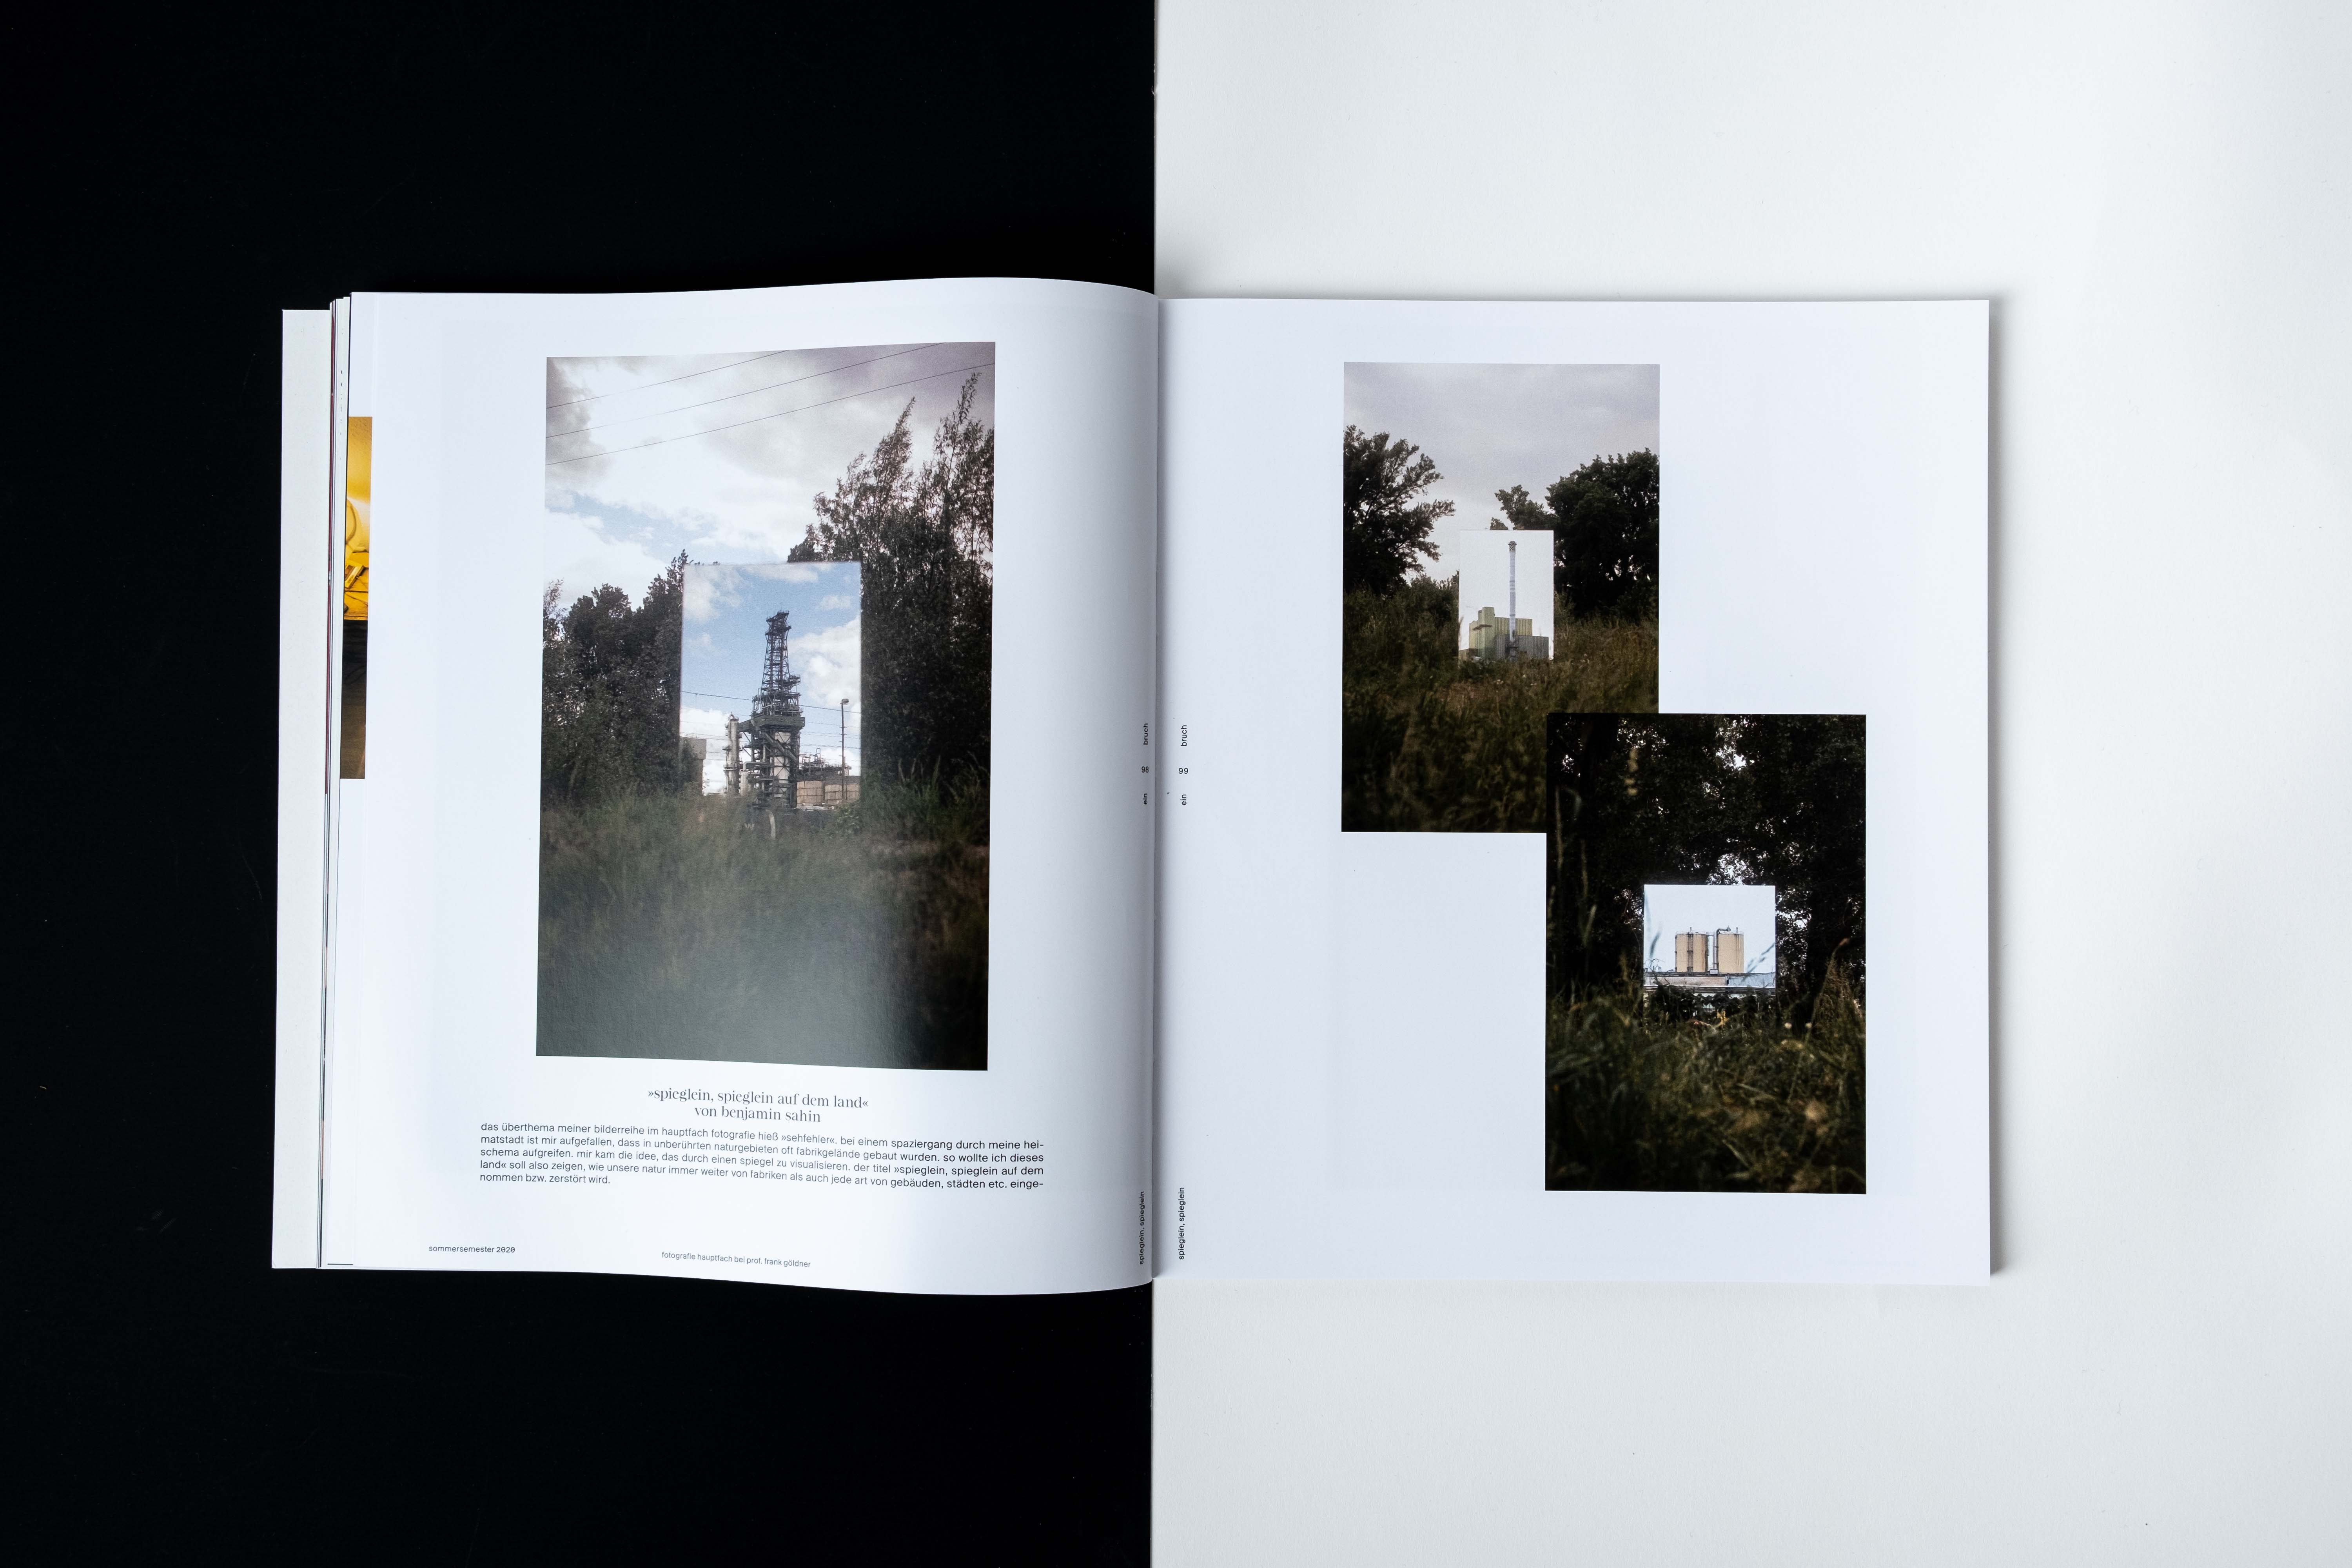 »spieglein, spieglein auf dem land«
von benjamin sahin
das überthema meiner bilderreihe im hauptfach fotografie hieß »sehfehler«. bei einem spaziergang durch meine hei-
matstadt ist mir aufgefallen, dass in unberührten naturgebieten oft fabrikgelände gebaut wurden. so wollte ich dieses
schema aufgreifen. mir kam die idee, das durch einen spiegel zu visualisieren. der titel »spieglein, spieglein auf dem
land« soll also zeigen, wie unsere natur immer weiter von fabriken als auch jede art von gebäuden, städten etc. einge-
nommen bzw. zerstört wird.
sommersemester 2020
fotografie hauptfach bei prof. frank göldner
ein 98 bruch
spieglein, spieglein
ein 99 bruch
spieglein, spieglein